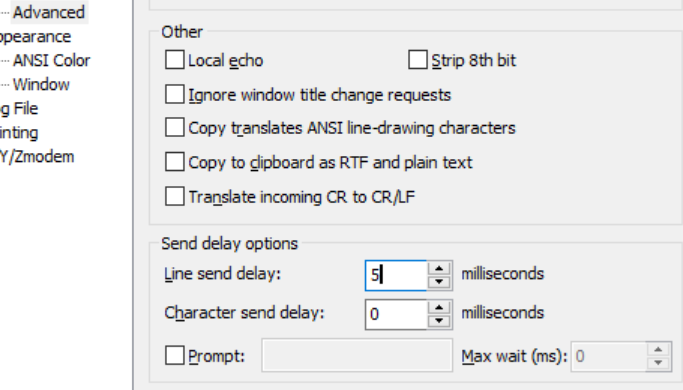 Advanced
ppearance
ANSI Color
Window
g File
inting
Y/Zmodem
Other
Local echo
Strip 8th bit
Ignore window title change requests
Copy translates ANSI line-drawing characters
Copy to clipboard as RTF and plain text
Translate incoming CR to CR/LF
Send delay options
Line send delay: 5 milliseconds
Character send delay: 0 milliseconds
Prompt: Max wait (ms): 0